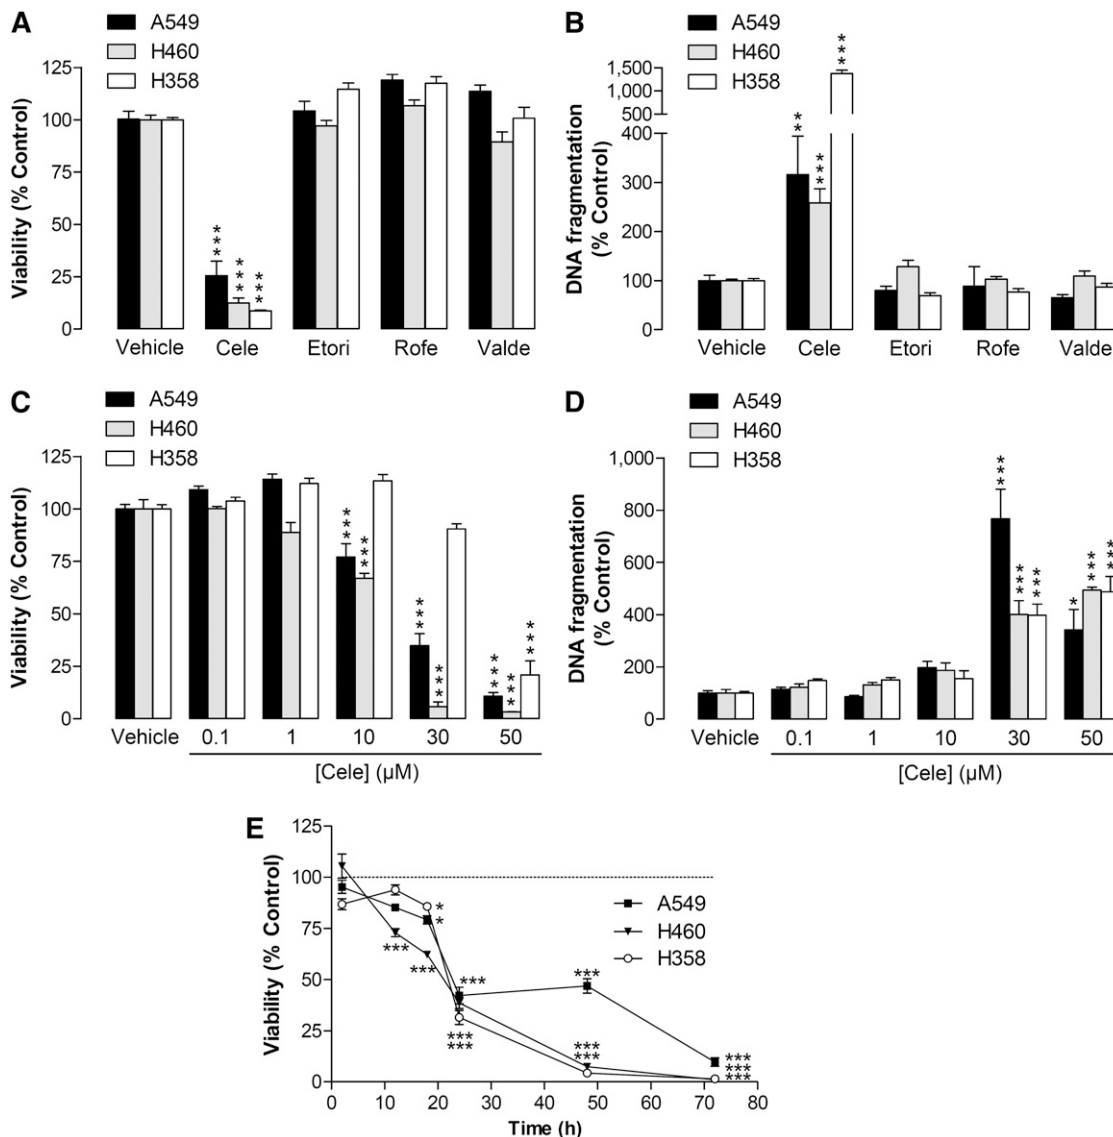 A
A549
H460
H358
Viability (% Control)
125
100
75
50
25
0
***
***
***
Vehicle
Cele
Etori
Rofe
Valde
B
A549
H460
H358
DNA fragmentation
(% Control)
1,500
1,000
500
400
300
200
100
0
**
***
***
Vehicle
Cele
Etori
Rofe
Valde
C
A549
H460
H358
Viability (% Control)
125
100
75
50
25
0
***
***
***
***
***
***
***
Vehicle
0.1
1
10
30
50
[Cele] (µM)
D
A549
H460
H358
DNA fragmentation
(% Control)
1,000
800
600
400
200
0
***
***
***
*
***
***
Vehicle
0.1
1
10
30
50
[Cele] (µM)
E
Viability (% Control)
125
100
75
50
25
0
A549
H460
H358
*
*
***
***
***
***
***
***
***
***
***
***
***
0
10
20
30
40
50
60
70
80
Time (h)